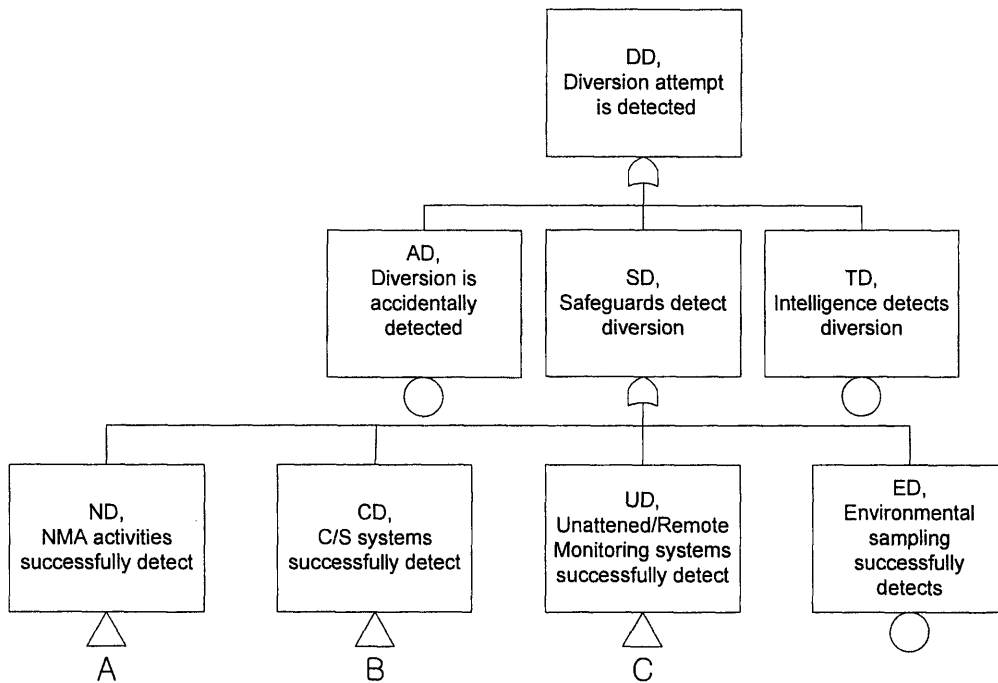 DD,
Diversion attempt
is detected
AD,
Diversion is
accidentally
detected
SD,
Safeguards detect
diversion
TD,
Intelligence detects
diversion
ND,
NMA activities
successfully detect
CD,
C/S systems
successfully detect
UD,
Unattened/Remote
Monitoring systems
successfully detect
ED,
Environmental
sampling
successfully
detects
A
B
C